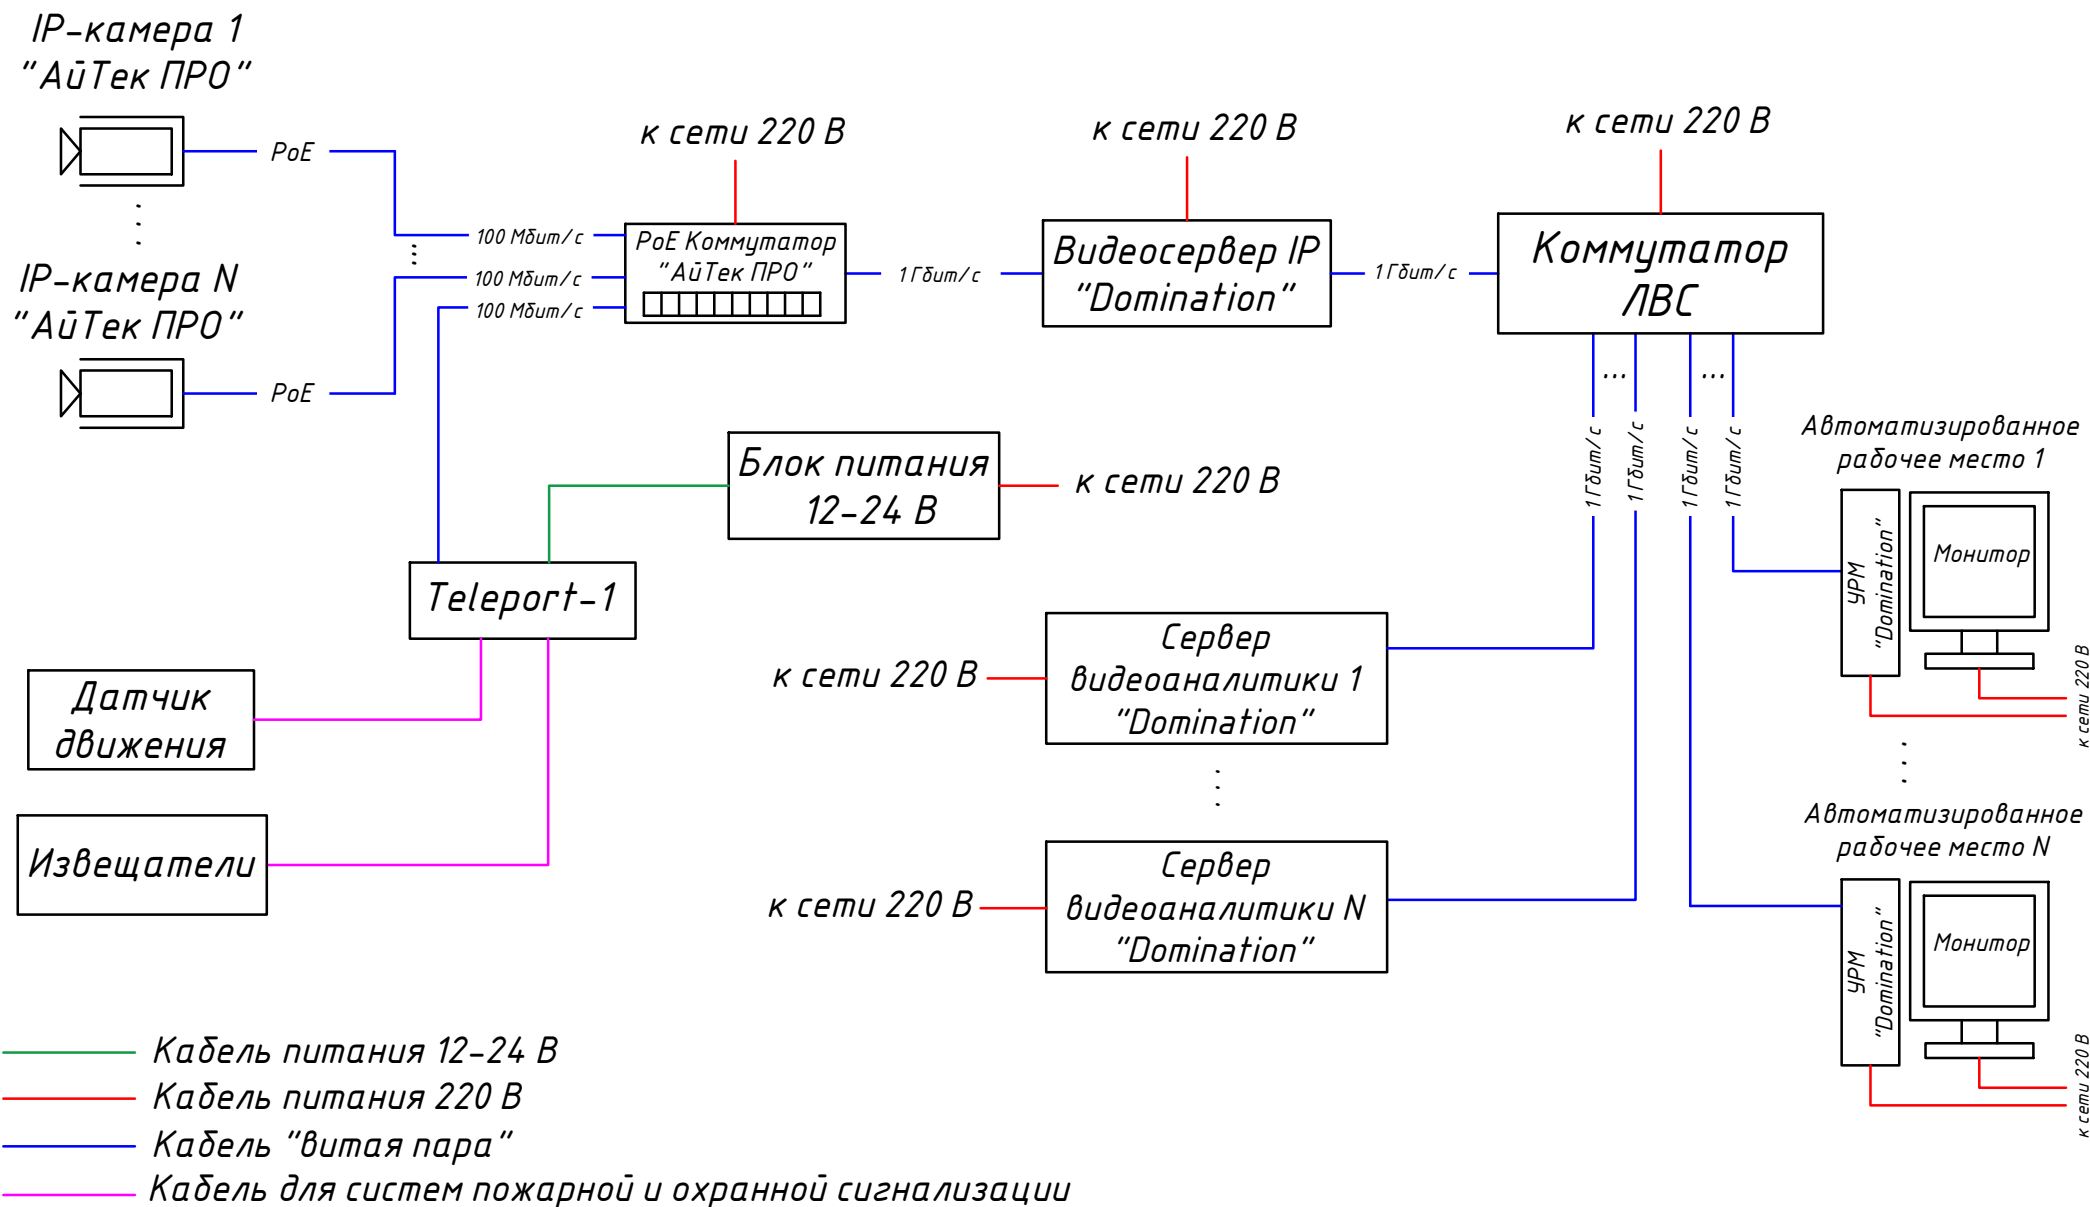 IP-камера 1
"АйТек ПРО"
PoE
IP-камера N
"АйТек ПРО"
PoE
100 Мбит/с
100 Мбит/с
100 Мбит/с
к сети 220 В
PoE Коммутатор
"АйТек ПРО"
1 Гбит/с
к сети 220 В
Видеосервер IP
"Domination"
1 Гбит/с
к сети 220 В
Коммутатор
ЛВС
...
...
1 Гбит/с
1 Гбит/с
1 Гбит/с
1 Гбит/с
Блок питания
12-24 В
к сети 220 В
Teleport-1
Датчик
движения
Извещатели
к сети 220 В
Сервер
видеоаналитики 1
"Domination"
к сети 220 В
Сервер
видеоаналитики N
"Domination"
Автоматизированное
рабочее место 1
УРМ
"Domination"
Монитор
к сети 220 В
Автоматизированное
рабочее место N
УРМ
"Domination"
Монитор
к сети 220 В
Кабель питания 12-24 В
Кабель питания 220 В
Кабель "витая пара"
Кабель для систем пожарной и охранной сигнализации